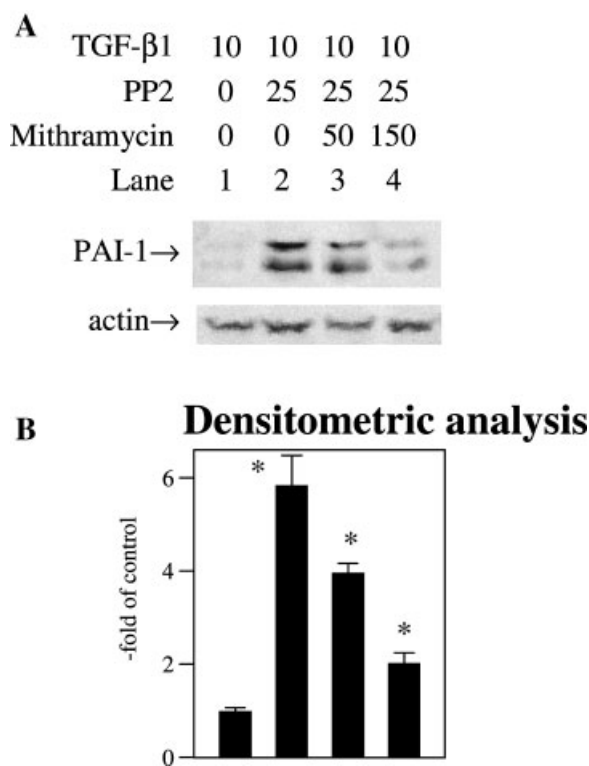 A
TGF-β1 10 10 10 10
PP2 0 25 25 25
Mithramycin 0 0 50 150
Lane 1 2 3 4
PAI-1→
actin→
B Densitometric analysis
-fold of control
6
4
2
0
*
*
*